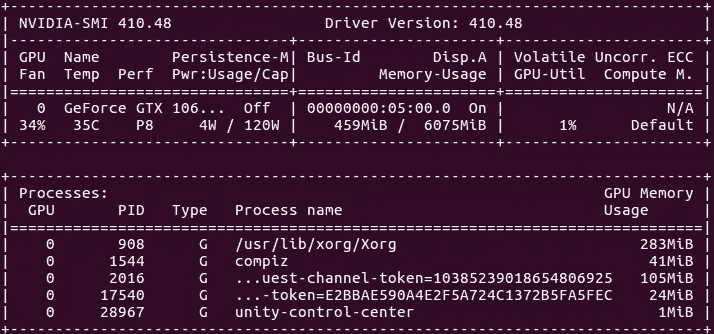 NVIDIA-SMI 410.48 Driver Version: 410.48
GPU Name Persistence-M| Bus-Id Disp.A | Volatile Uncorr. ECC
Fan Temp Perf Pwr:Usage/Cap| Memory-Usage | GPU-Util Compute M.
0 GeForce GTX 106... Off | 00000000:05:00.0 On | N/A
34% 35C P8 4W / 120W | 459MiB / 6075MiB | 1% Default
Processes: GPU Memory
GPU PID Type Process name Usage
0 908 G /usr/lib/xorg/Xorg 283MiB
0 1544 G compiz 41MiB
0 2016 G ...uest-channel-token=10385239018654806925 105MiB
0 17540 G ...-token=E2BBAE590A4E2F5A724C1372B5FA5FEC 24MiB
0 28967 G unity-control-center 1MiB